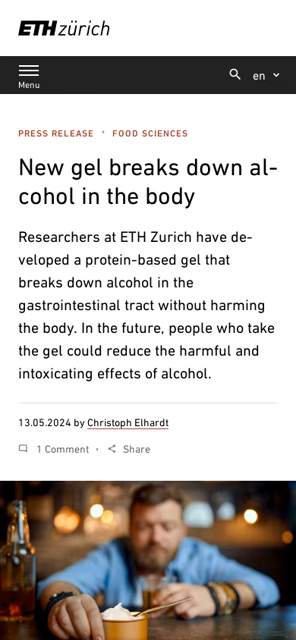 ETH zürich
en
Menu
PRESS RELEASE · FOOD SCIENCES
New gel breaks down al-
cohol in the body
Researchers at ETH Zurich have de-
veloped a protein-based gel that
breaks down alcohol in the
gastrointestinal tract without harming
the body. In the future, people who take
the gel could reduce the harmful and
intoxicating effects of alcohol.
13.05.2024 by Christoph Elhardt
1 Comment · Share